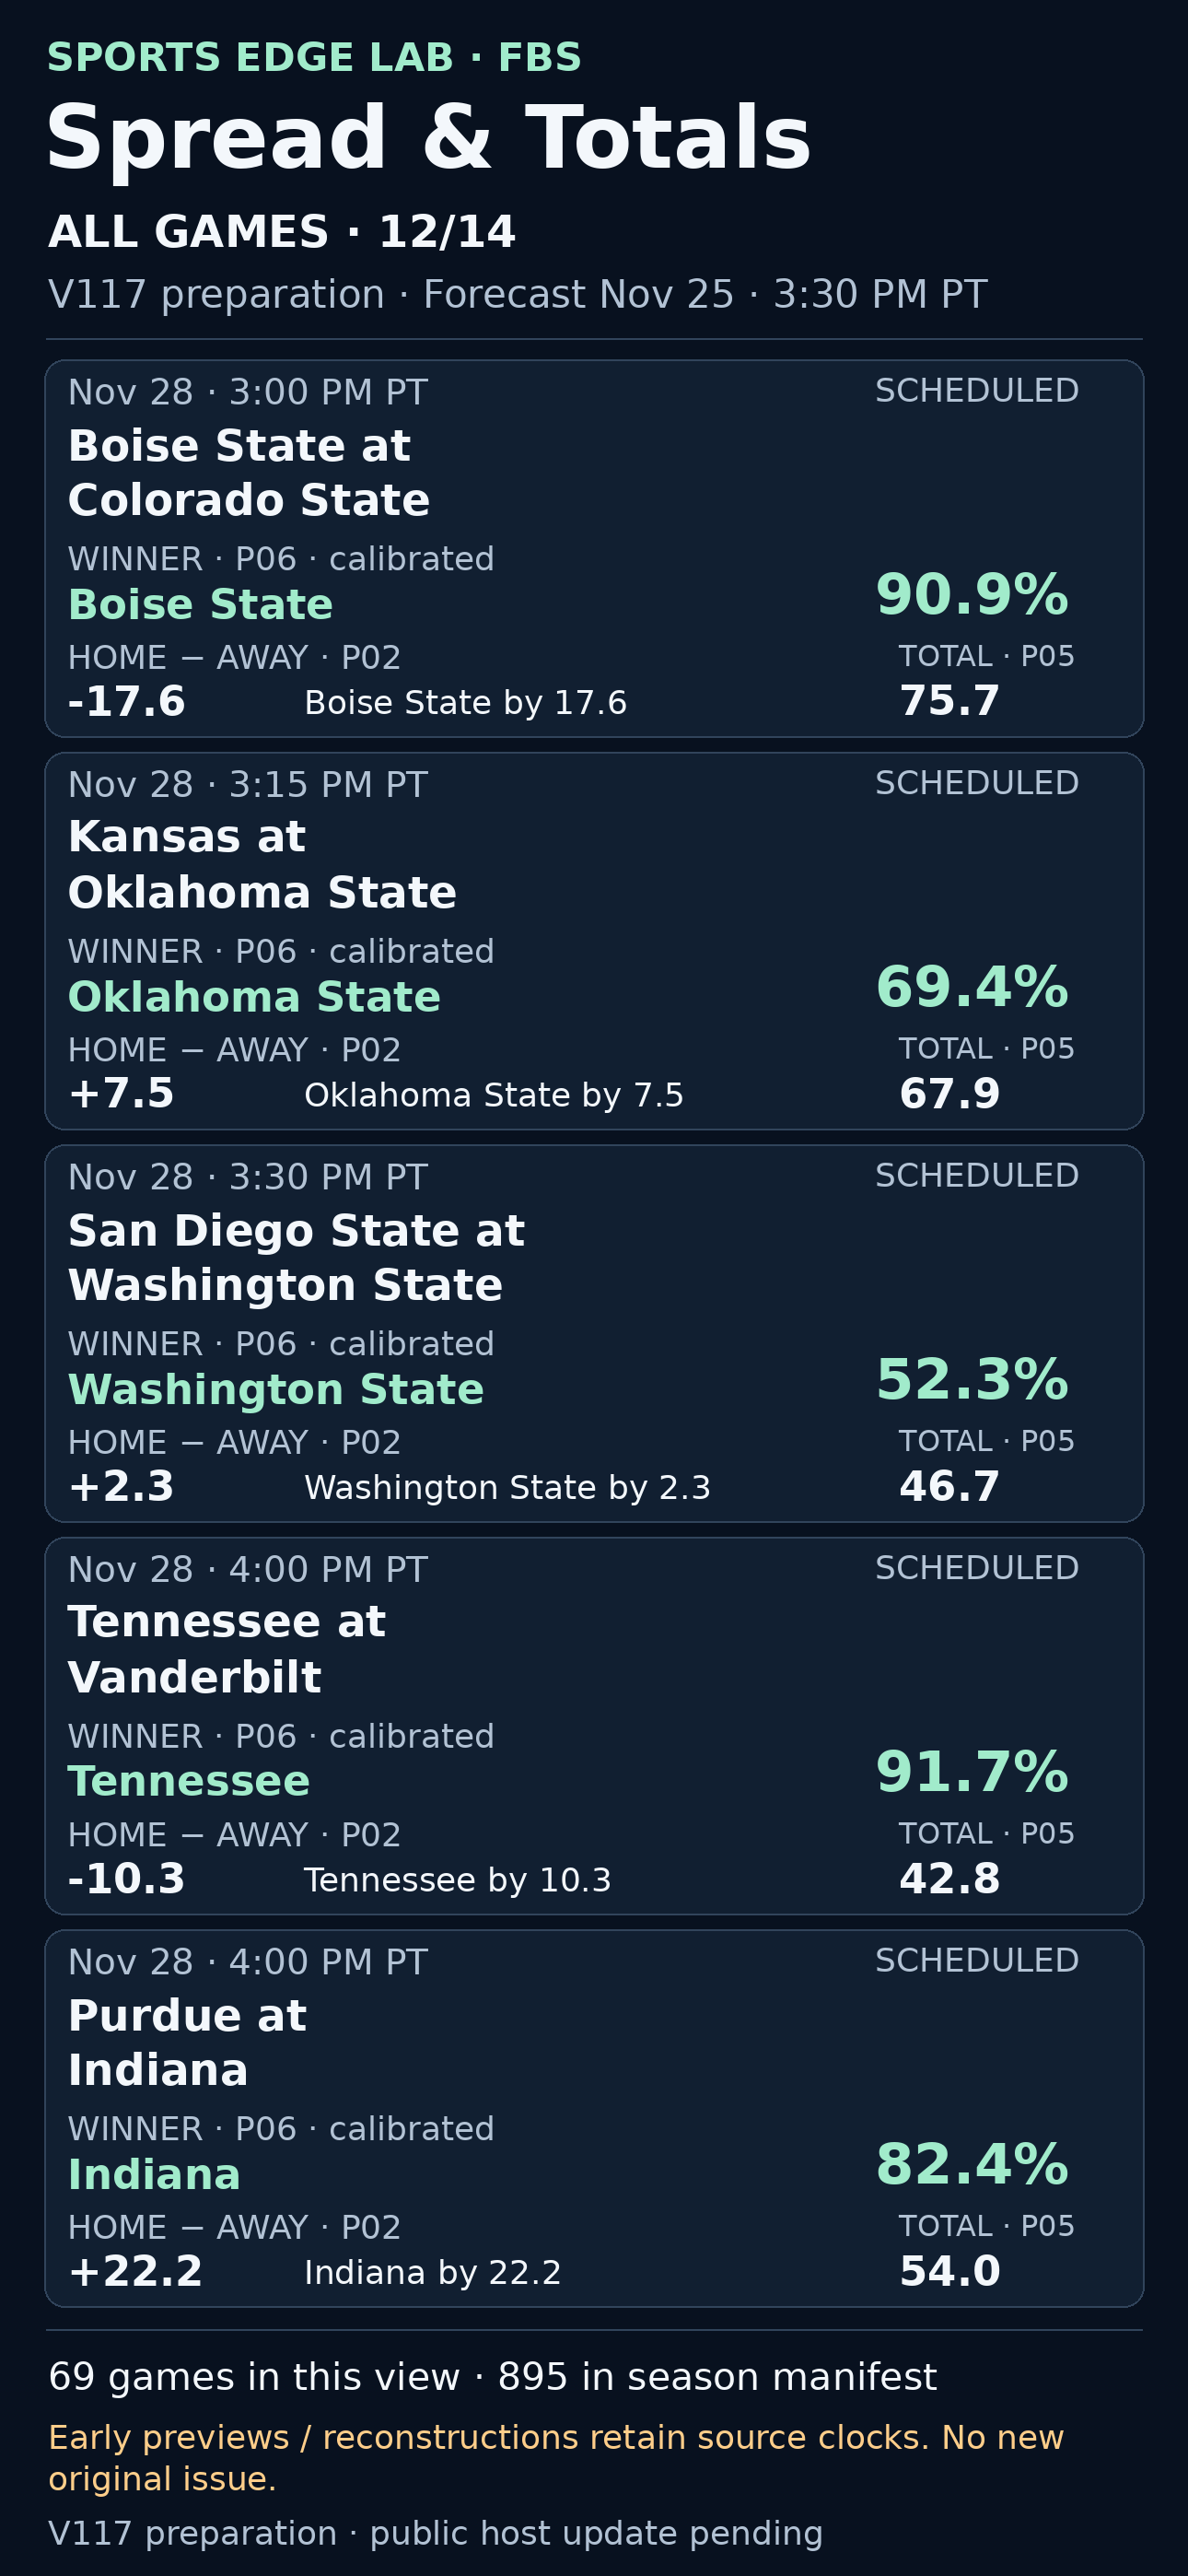 SPORTS EDGE LAB · FBS
Spread & Totals
ALL GAMES · 12/14
V117 preparation · Forecast Nov 25 · 3:30 PM PT
Nov 28 · 3:00 PM PT SCHEDULED
Boise State at
Colorado State
WINNER · P06 · calibrated
Boise State 90.9%
HOME − AWAY · P02 TOTAL · P05
-17.6 Boise State by 17.6 75.7
Nov 28 · 3:15 PM PT SCHEDULED
Kansas at
Oklahoma State
WINNER · P06 · calibrated
Oklahoma State 69.4%
HOME − AWAY · P02 TOTAL · P05
+7.5 Oklahoma State by 7.5 67.9
Nov 28 · 3:30 PM PT SCHEDULED
San Diego State at
Washington State
WINNER · P06 · calibrated
Washington State 52.3%
HOME − AWAY · P02 TOTAL · P05
+2.3 Washington State by 2.3 46.7
Nov 28 · 4:00 PM PT SCHEDULED
Tennessee at
Vanderbilt
WINNER · P06 · calibrated
Tennessee 91.7%
HOME − AWAY · P02 TOTAL · P05
-10.3 Tennessee by 10.3 42.8
Nov 28 · 4:00 PM PT SCHEDULED
Purdue at
Indiana
WINNER · P06 · calibrated
Indiana 82.4%
HOME − AWAY · P02 TOTAL · P05
+22.2 Indiana by 22.2 54.0
69 games in this view · 895 in season manifest
Early previews / reconstructions retain source clocks. No new
original issue.
V117 preparation · public host update pending